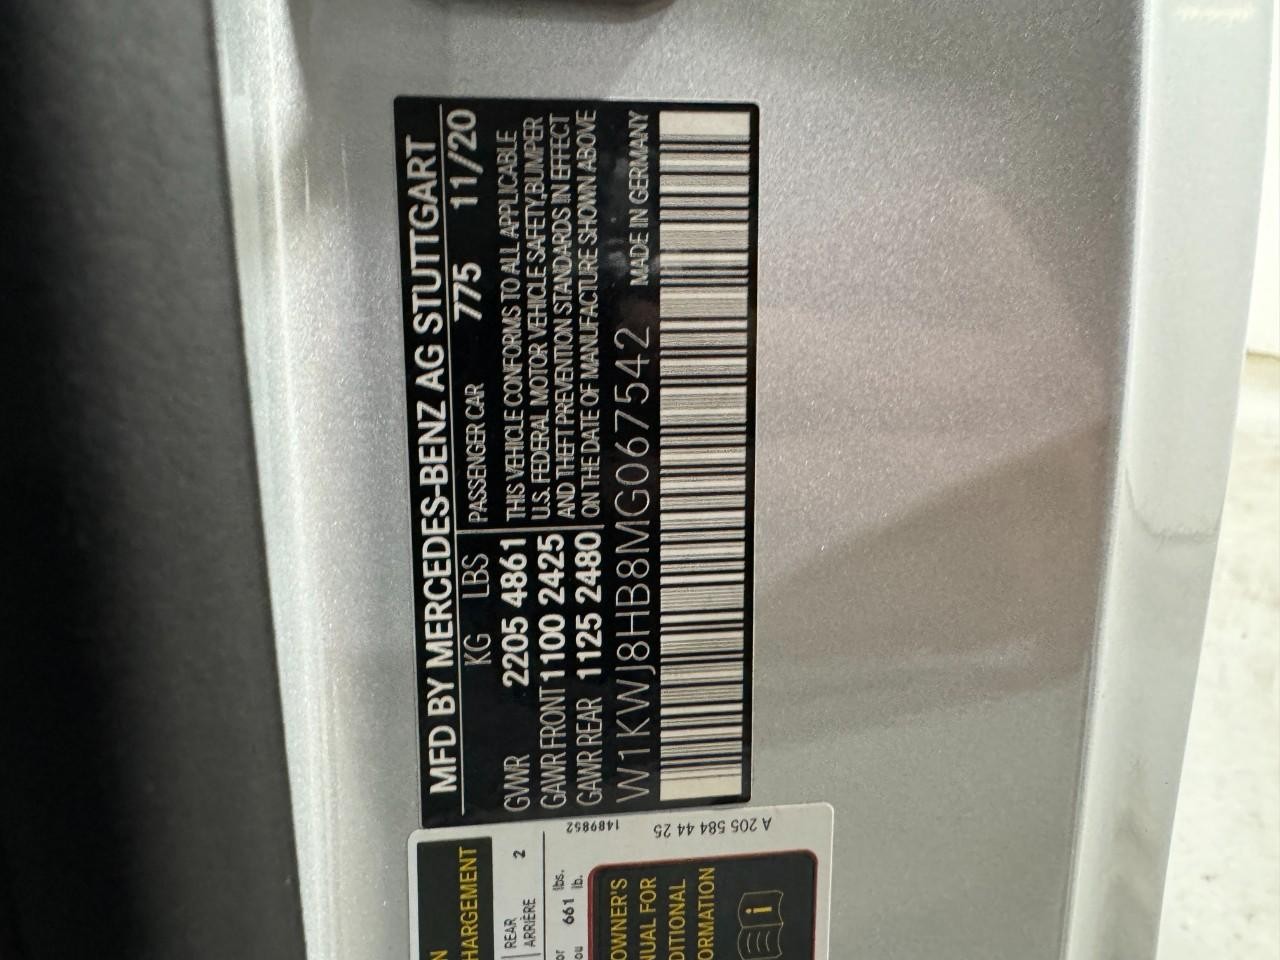 MFD BY MERCEDES-BENZ AG STUTTGART
KG LBS PASSENGER CAR 775 11/20
GVWR 2205 4861
GAWR FRONT 1100 2425
GAWR REAR 1125 2480
THIS VEHICLE CONFORMS TO ALL APPLICABLE
U.S. FEDERAL MOTOR VEHICLE SAFETY,BUMPER
AND THEFT PREVENTION STANDARDS IN EFFECT
ON THE DATE OF MANUFACTURE SHOWN ABOVE
W1KWJ8HB8MG067542 MADE IN GERMANY
N
HARGEMENT
REAR
ARRIÈRE 2
or 661 lbs.
ou lb.
OWNER'S
NUAL FOR
DITIONAL
ORMATION
i
1489852
A 205 584 44 25